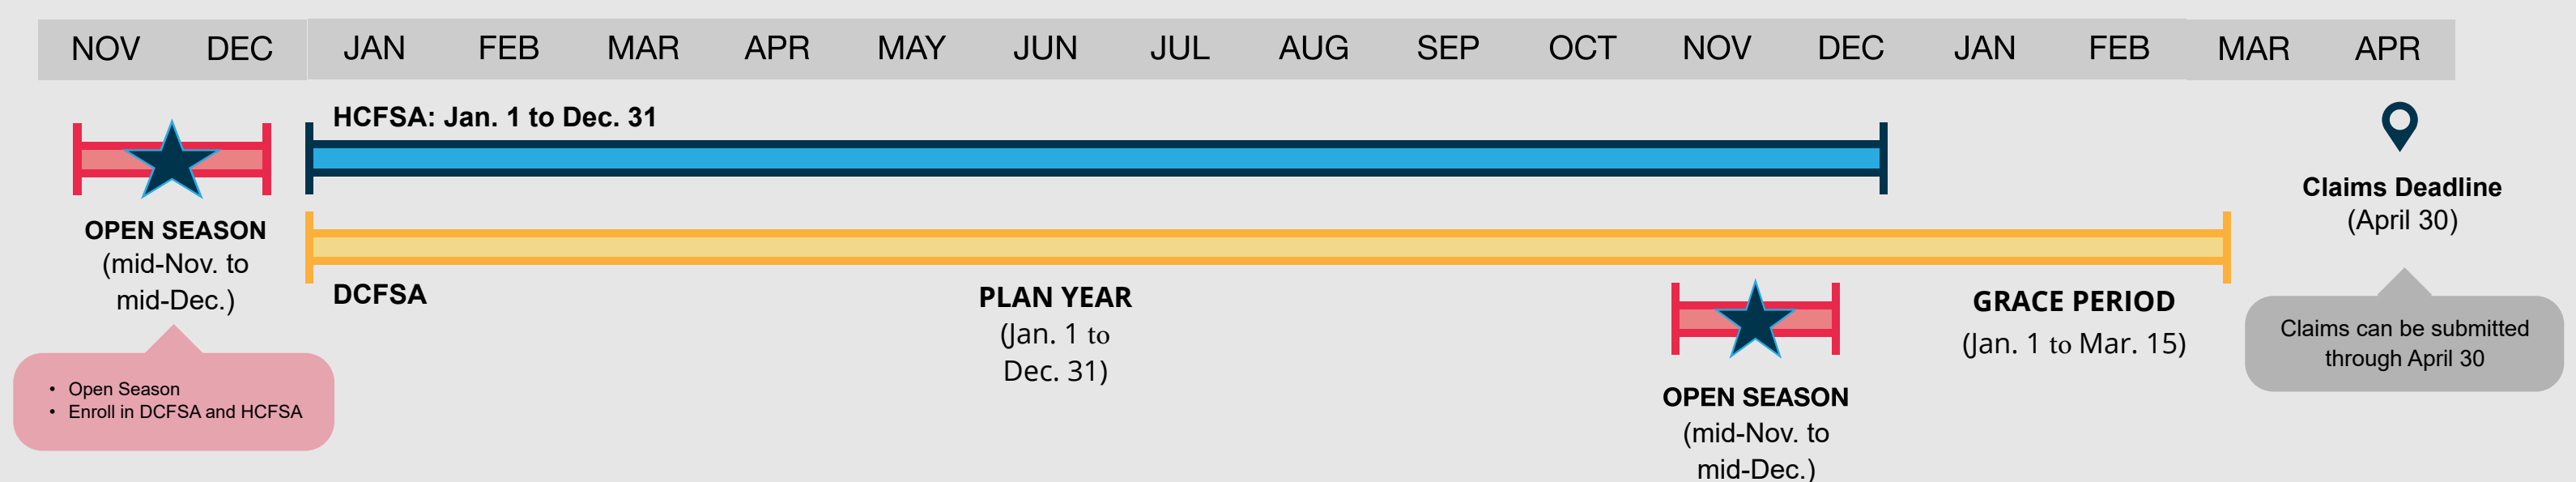 NOV DEC JAN FEB MAR APR MAY JUN JUL AUG SEP OCT NOV DEC JAN FEB MAR APR
HCFSA: Jan. 1 to Dec. 31
OPEN SEASON
(mid-Nov. to
mid-Dec.)
• Open Season
• Enroll in DCFSA and HCFSA
DCFSA
PLAN YEAR
(Jan. 1 to
Dec. 31)
OPEN SEASON
(mid-Nov. to
mid-Dec.)
GRACE PERIOD
(Jan. 1 to Mar. 15)
Claims Deadline
(April 30)
Claims can be submitted
through April 30